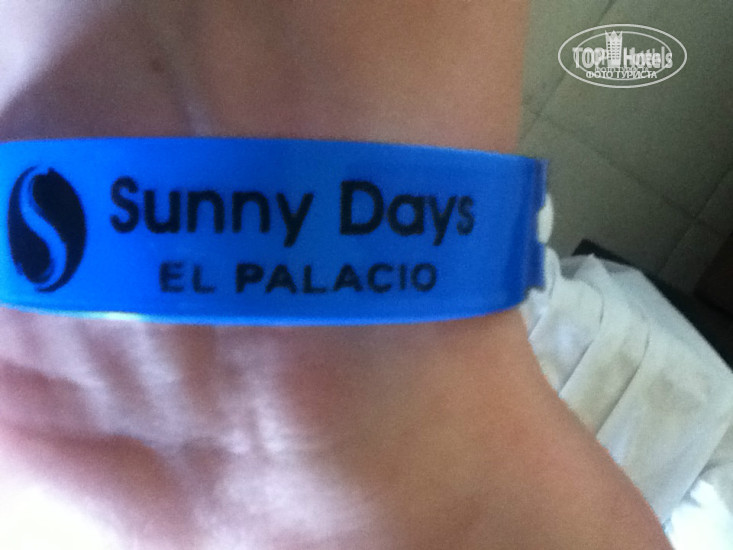 TOP Hotels
ФОТО ТУРИСТА
Sunny Days
EL PALACIO